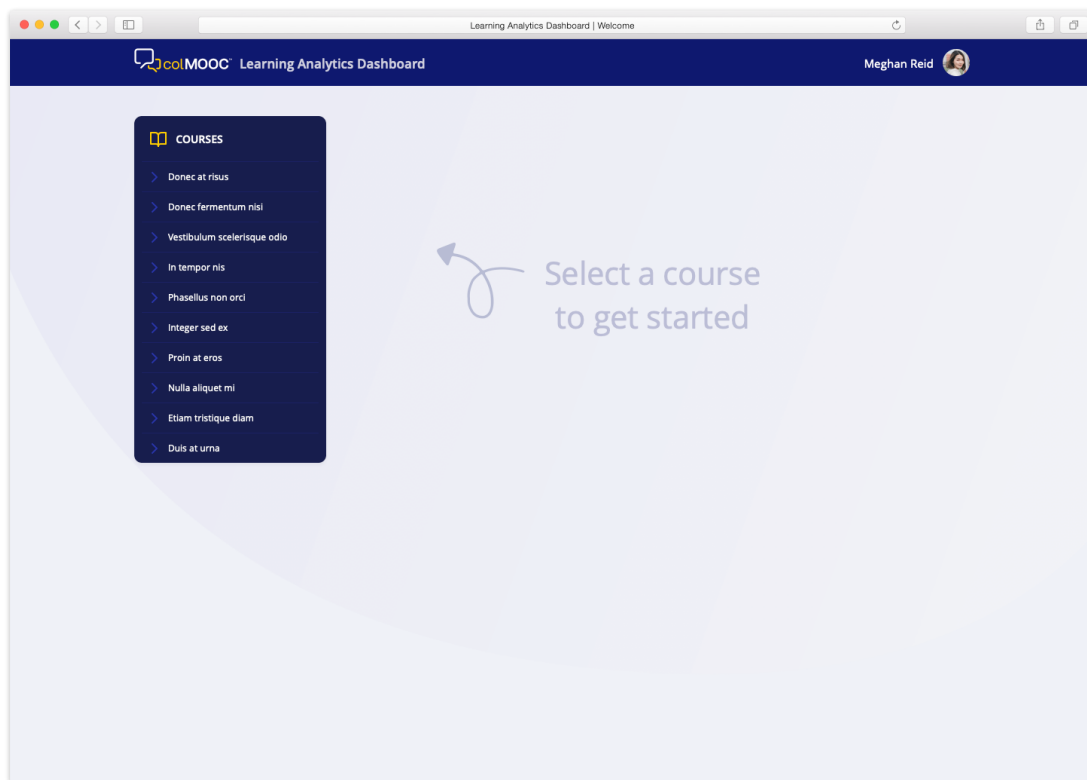 Learning Analytics Dashboard | Welcome
colMOOC Learning Analytics Dashboard
Meghan Reid
COURSES
Donec at risus
Donec fermentum nisi
Vestibulum scelerisque odio
In tempor nis
Phasellus non orci
Integer sed ex
Proin at eros
Nulla aliquet mi
Etiam tristique diam
Duis at urna
Select a course
to get started